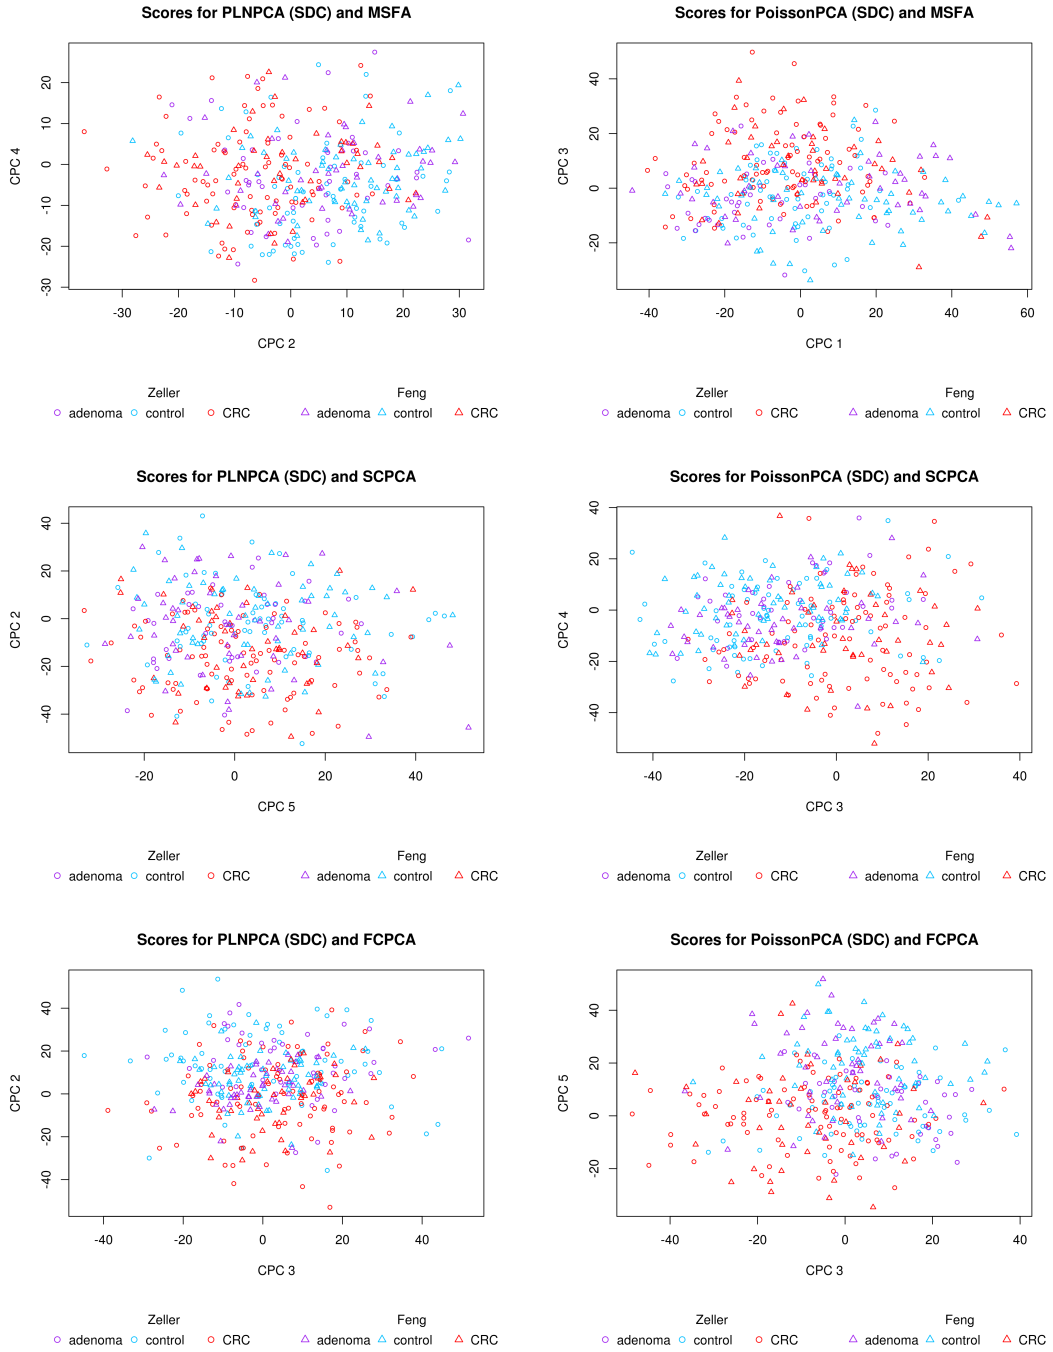 Scores for PLNPCA (SDC) and MSFA
CPC 4
20
10
0
-10
-20
-30
-30 -20 -10 0 10 20 30
CPC 2
Zeller Feng
adenoma control CRC adenoma control CRC
Scores for PoissonPCA (SDC) and MSFA
CPC 3
40
20
0
-20
-40 -20 0 20 40 60
CPC 1
Zeller Feng
adenoma control CRC adenoma control CRC
Scores for PLNPCA (SDC) and SCPCA
CPC 2
40
20
0
-20
-40
-20 0 20 40
CPC 5
Zeller Feng
adenoma control CRC adenoma control CRC
Scores for PoissonPCA (SDC) and SCPCA
CPC 4
40
20
0
-20
-40
-40 -20 0 20 40
CPC 3
Zeller Feng
adenoma control CRC adenoma control CRC
Scores for PLNPCA (SDC) and FCPCA
CPC 2
40
20
0
-20
-40
-40 -20 0 20 40
CPC 3
Zeller Feng
adenoma control CRC adenoma control CRC
Scores for PoissonPCA (SDC) and FCPCA
CPC 5
40
20
0
-20
-40 -20 0 20 40
CPC 3
Zeller Feng
adenoma control CRC adenoma control CRC